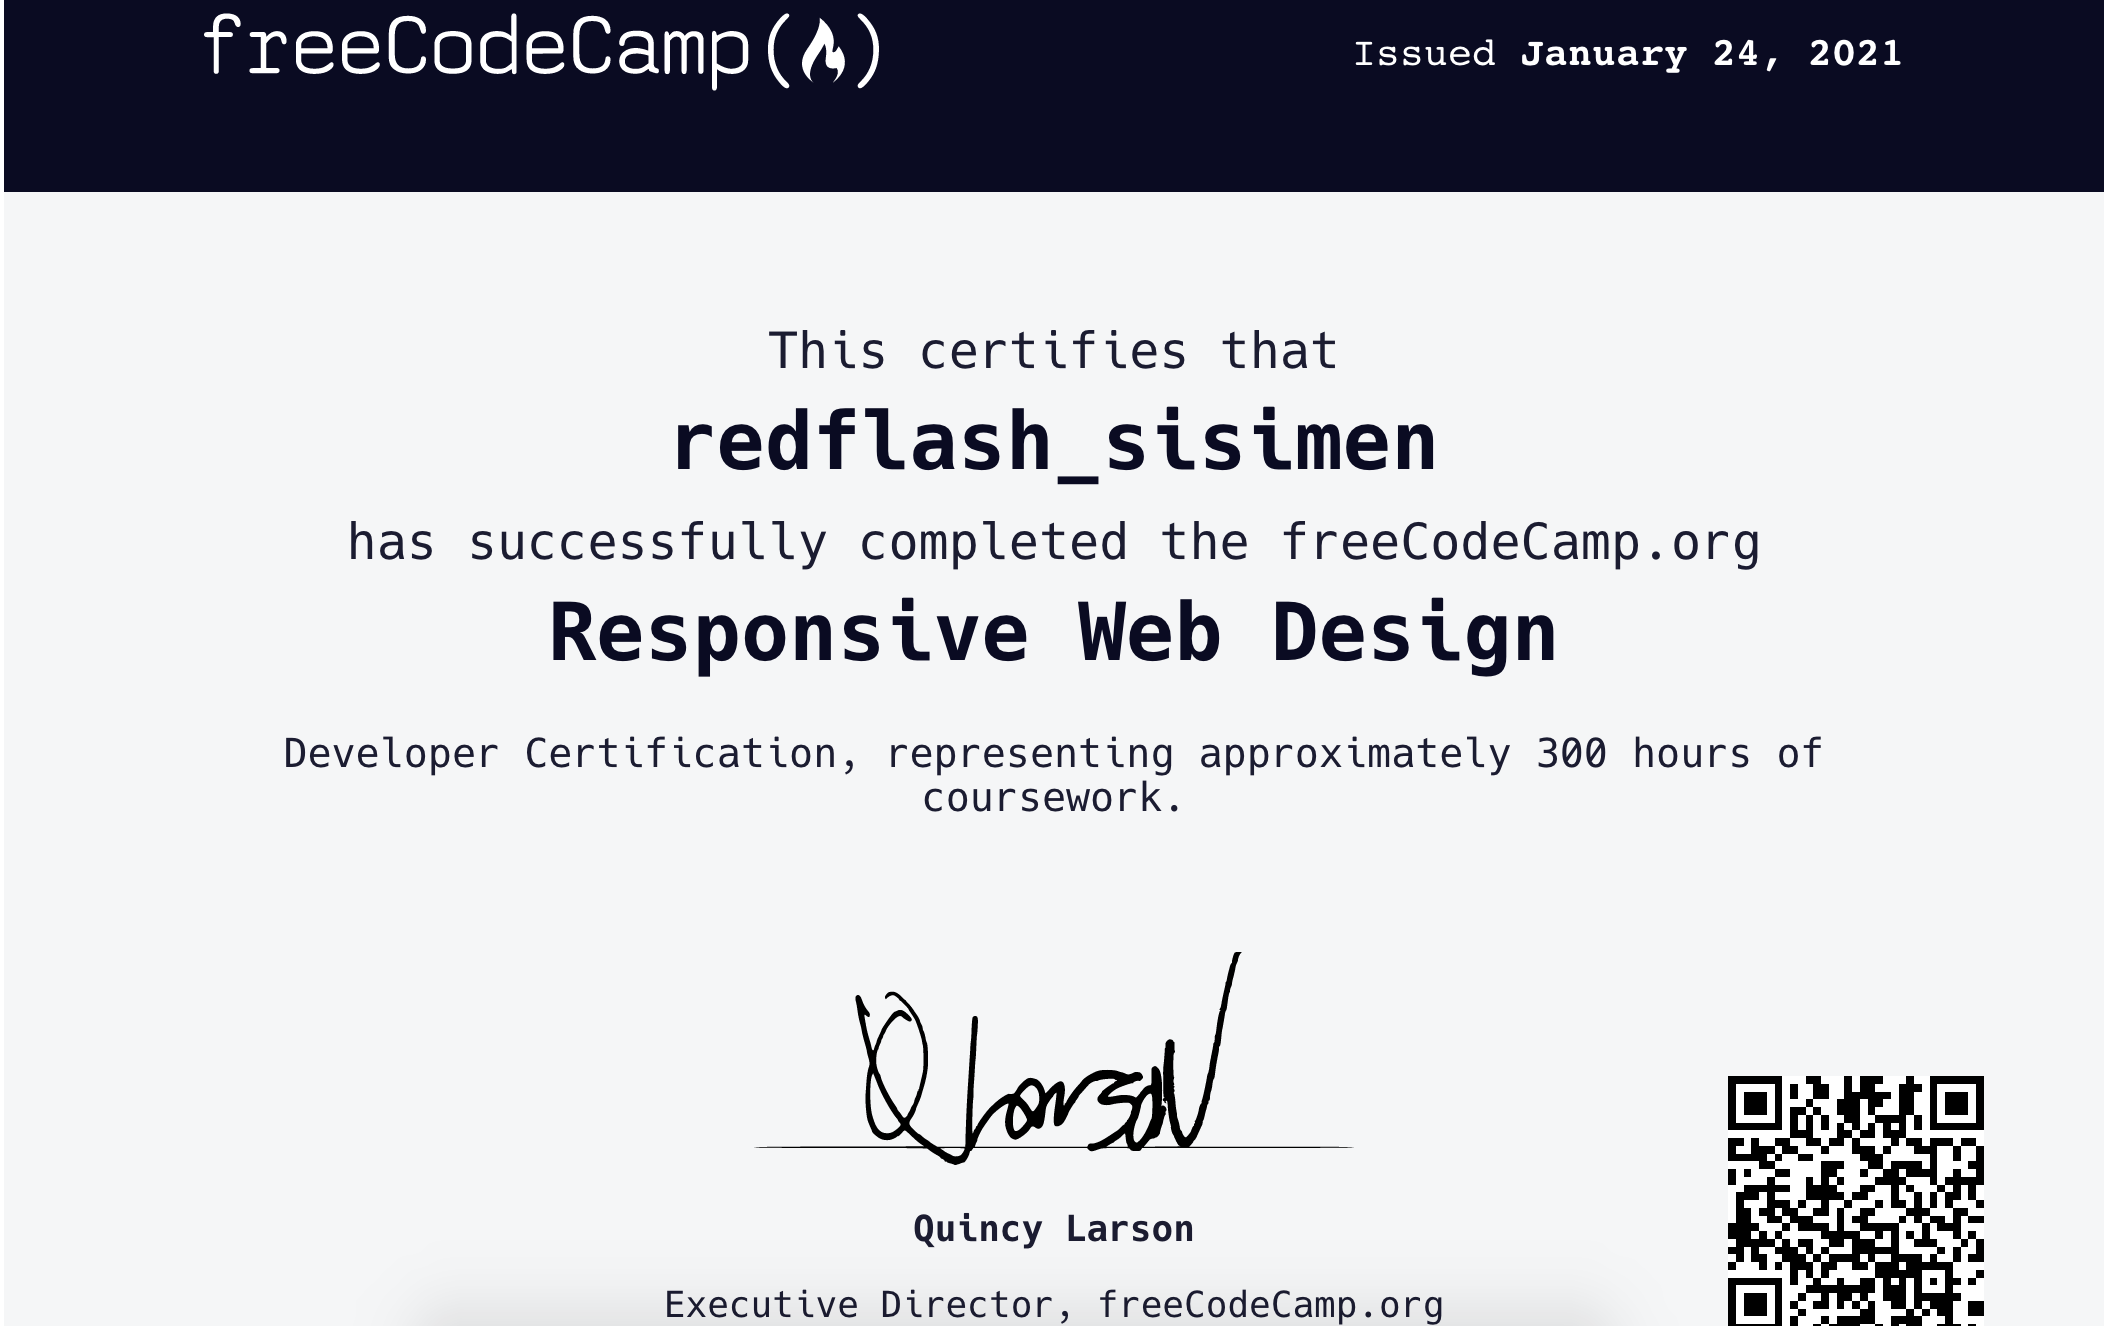 freeCodeCamp(🔥)
Issued January 24, 2021
This certifies that
redflash_sisimen
has successfully completed the freeCodeCamp.org
Responsive Web Design
Developer Certification, representing approximately 300 hours of
coursework.
Q Larson
Quincy Larson
Executive Director, freeCodeCamp.org